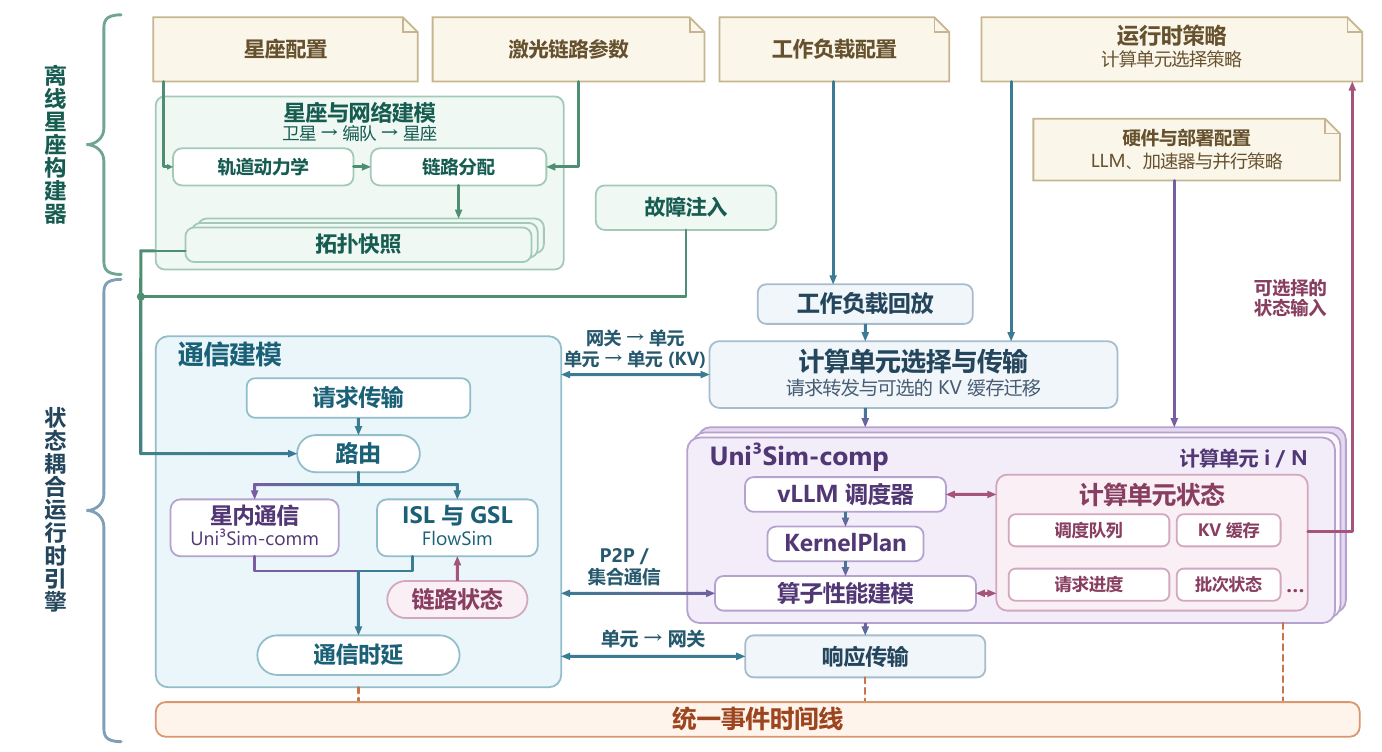 离线星座构建器
星座配置
激光链路参数
工作负载配置
运行时策略
计算单元选择策略
星座与网络建模
卫星 → 编队 → 星座
轨道动力学
链路分配
拓扑快照
故障注入
硬件与部署配置
LLM、加速器与并行策略
可选择的
状态输入
状态耦合运行时引擎
工作负载回放
通信建模
请求传输
路由
星内通信
Uni³Sim-comm
ISL 与 GSL
FlowSim
链路状态
通信时延
网关 → 单元
单元 → 单元 (KV)
计算单元选择与传输
请求转发与可选的 KV 缓存迁移
Uni³Sim-comp
计算单元 i / N
vLLM 调度器
KernelPlan
算子性能建模
计算单元状态
调度队列
KV 缓存
请求进度
批次状态
...
P2P /
集合通信
单元 → 网关
响应传输
统一事件时间线